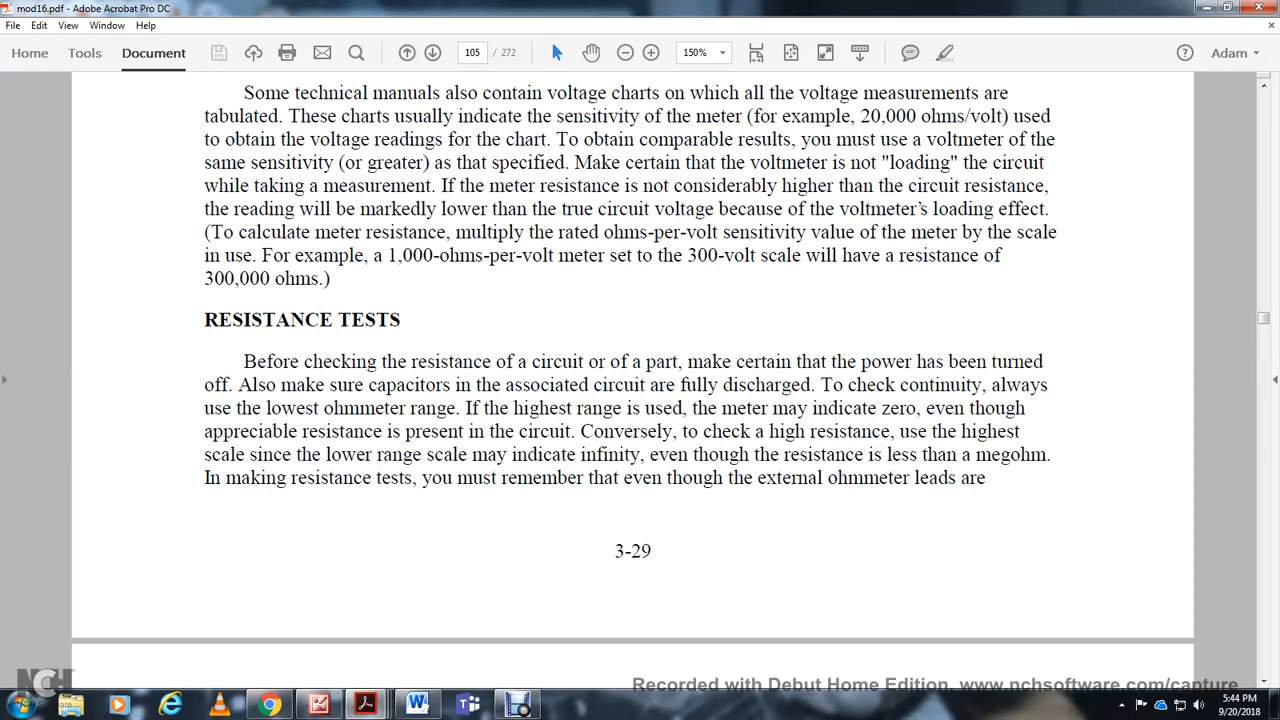 mod16.pdf - Adobe Acrobat Pro DC
File Edit View Window Help
Home Tools Document 105 / 272 150% Adam
Some technical manuals also contain voltage charts on which all the voltage measurements are
tabulated. These charts usually indicate the sensitivity of the meter (for example, 20,000 ohms/volt) used
to obtain the voltage readings for the chart. To obtain comparable results, you must use a voltmeter of the
same sensitivity (or greater) as that specified. Make certain that the voltmeter is not "loading" the circuit
while taking a measurement. If the meter resistance is not considerably higher than the circuit resistance,
the reading will be markedly lower than the true circuit voltage because of the voltmeter’s loading effect.
(To calculate meter resistance, multiply the rated ohms-per-volt sensitivity value of the meter by the scale
in use. For example, a 1,000-ohms-per-volt meter set to the 300-volt scale will have a resistance of
300,000 ohms.)
RESISTANCE TESTS
Before checking the resistance of a circuit or of a part, make certain that the power has been turned
off. Also make sure capacitors in the associated circuit are fully discharged. To check continuity, always
use the lowest ohmmeter range. If the highest range is used, the meter may indicate zero, even though
appreciable resistance is present in the circuit. Conversely, to check a high resistance, use the highest
scale since the lower range scale may indicate infinity, even though the resistance is less than a megohm.
In making resistance tests, you must remember that even though the external ohmmeter leads are
3-29
NCH
Recorded with Debut Home Edition. www.nchsoftware.com/capture
5:44 PM
9/20/2018